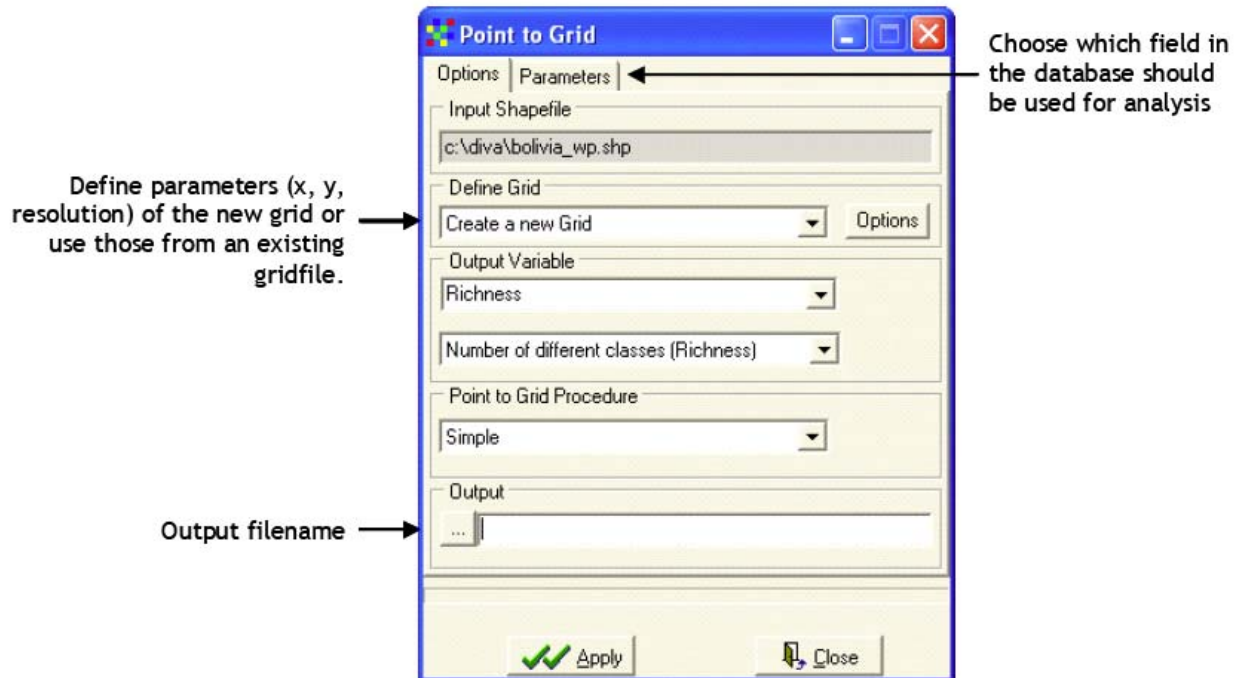 Point to Grid
Options
Parameters
Choose which field in
the database should
be used for analysis
Input Shapefile
c:\diva\bolivia_wp.shp
Define parameters (x, y,
resolution) of the new grid or
use those from an existing
gridfile.
Define Grid
Create a new Grid
Options
Output Variable
Richness
Number of different classes (Richness)
Point to Grid Procedure
Simple
Output filename
Output
...
Apply
Close